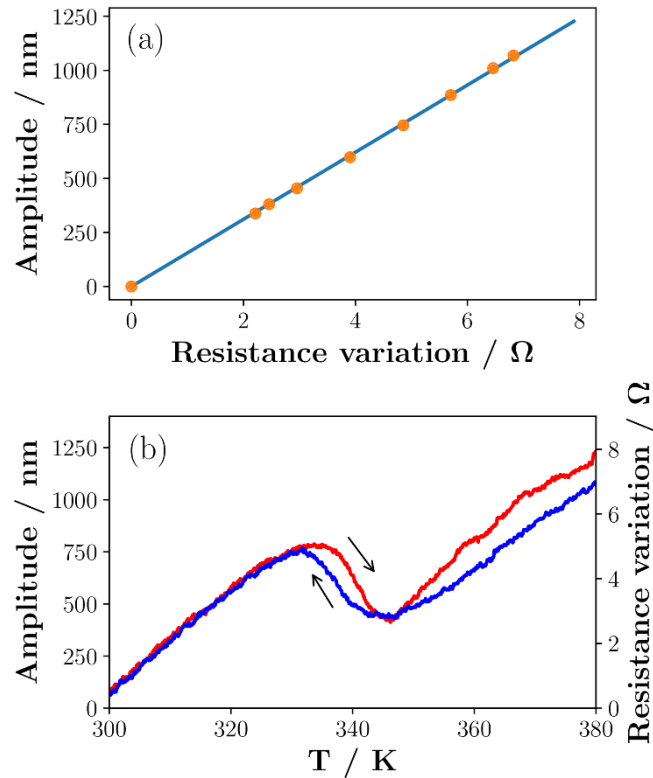 (a)
1250
1000
750
500
250
0
Amplitude / nm
0 2 4 6 8
Resistance variation / Ω
(b)
1250
1000
750
500
250
0
Amplitude / nm
8
6
4
2
0
Resistance variation / Ω
300 320 340 360 380
T / K